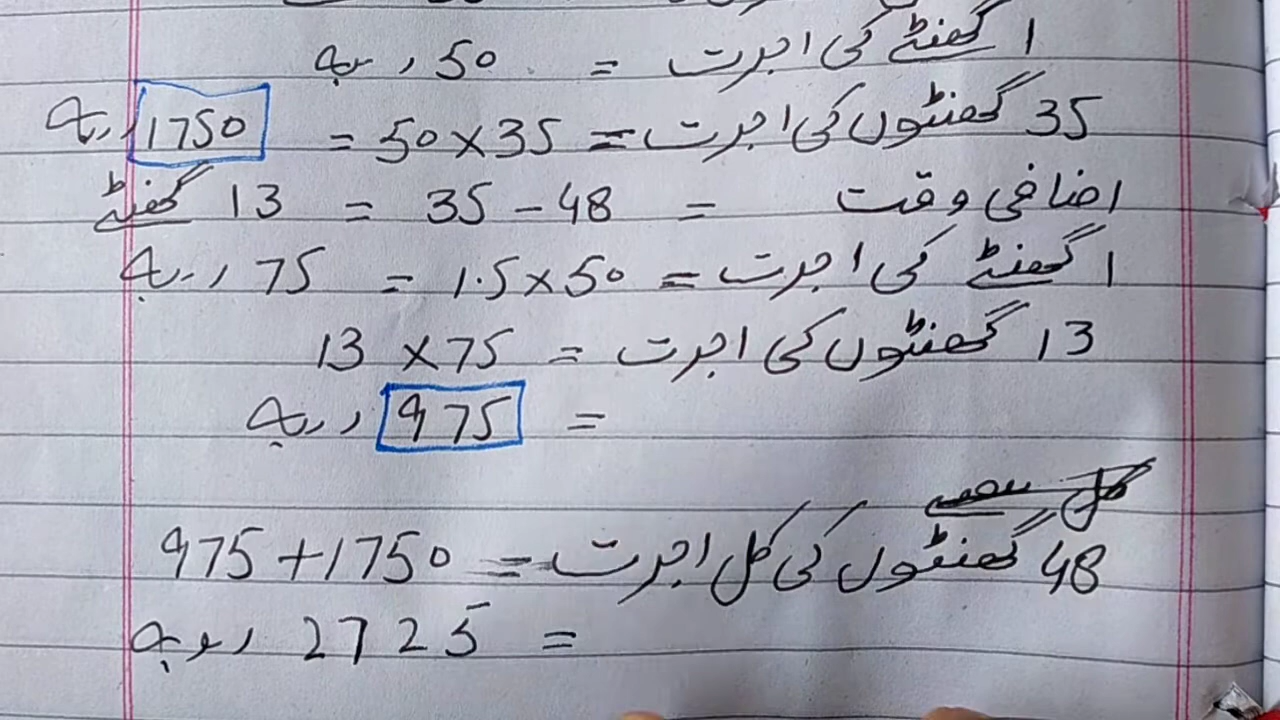 1 گھنٹے کی اجرت = 50 روپے
35 گھنٹوں کی اجرت = 35×50 = 1750 روپے
اضافی وقت = 48 - 35 = 13 گھنٹے
1 گھنٹے کی اجرت = 50×1.5 = 75 روپے
13 گھنٹوں کی اجرت = 75 × 13
= 975 روپے
48 گھنٹوں کی کل اجرت = 1750+975
= 2725 روپے